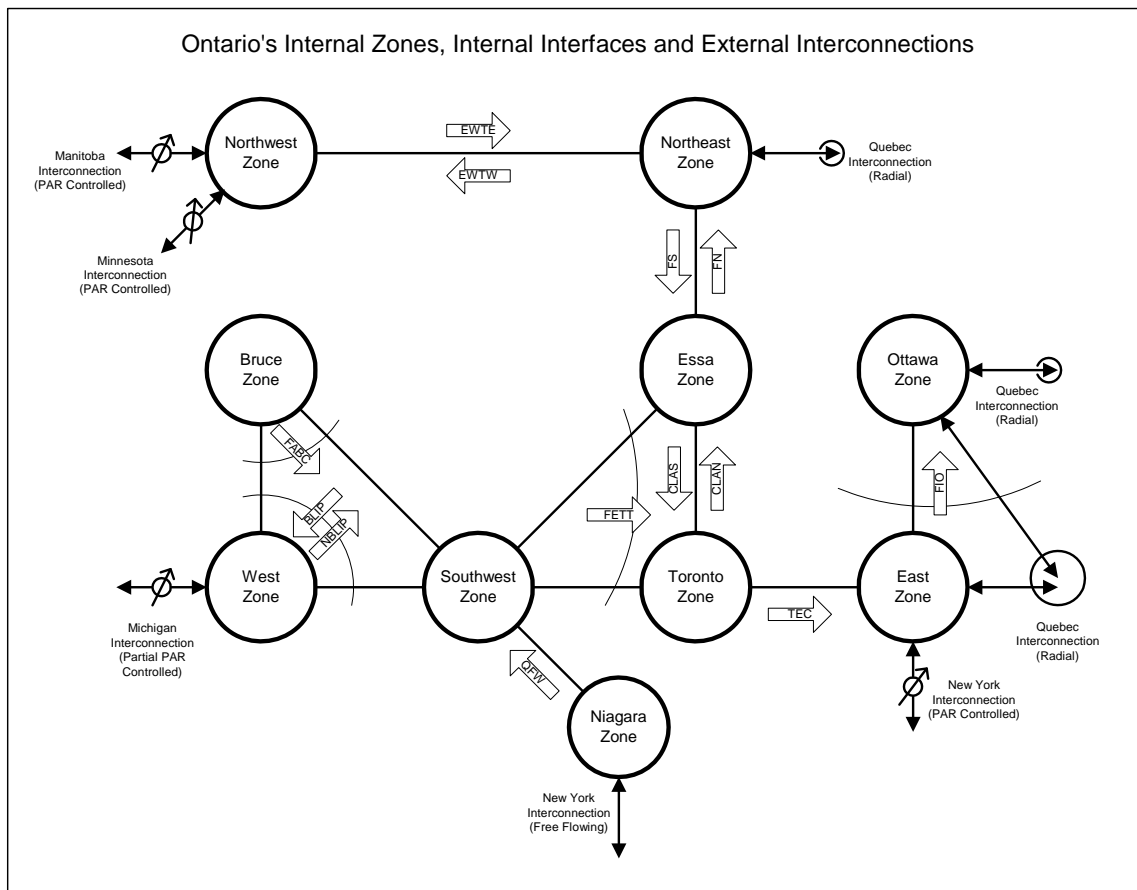 Ontario's Internal Zones, Internal Interfaces and External Interconnections
Northwest
Zone
EWTE
EWTW
Northeast
Zone
Manitoba
Interconnection
(PAR Controlled)
Quebec
Interconnection
(Radial)
Minnesota
Interconnection
(PAR Controlled)
FS
FN
Bruce
Zone
Essa
Zone
Ottawa
Zone
Quebec
Interconnection
(Radial)
FABC
CLAS
CLAN
FIO
BLIP
NBLIP
FETT
West
Zone
Southwest
Zone
Toronto
Zone
East
Zone
TEC
Michigan
Interconnection
(Partial PAR
Controlled)
Quebec
Interconnection
(Radial)
QFW
Niagara
Zone
New York
Interconnection
(PAR Controlled)
New York
Interconnection
(Free Flowing)